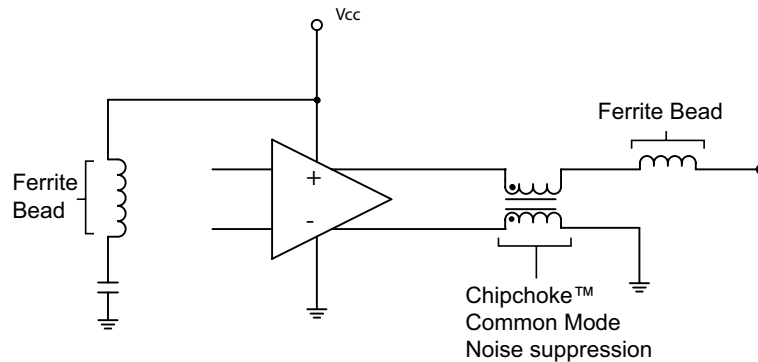 Vcc
Ferrite Bead
Ferrite
Bead
+
-
Chipchoke™
Common Mode
Noise suppression